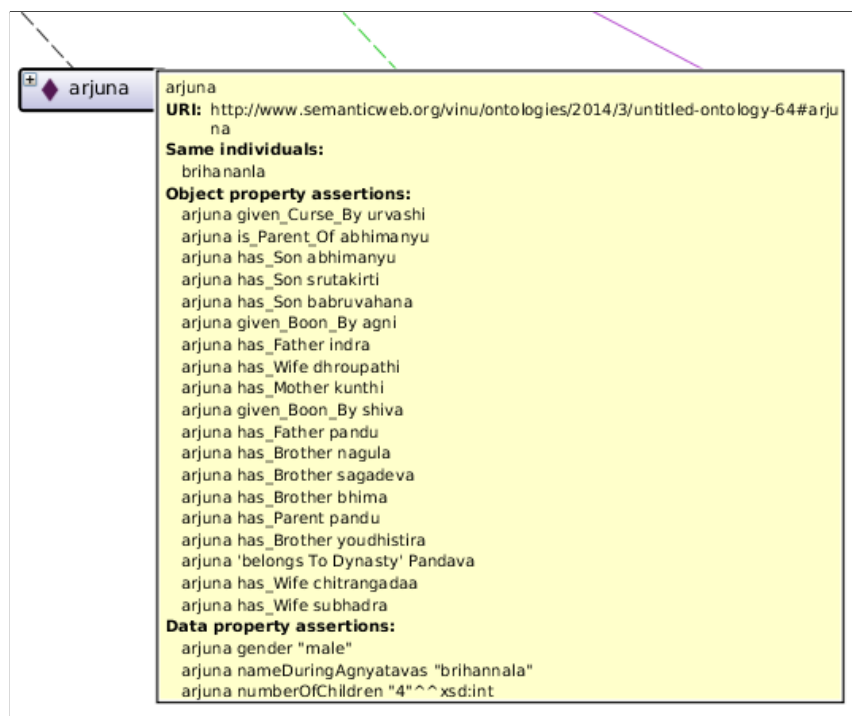 arjuna
arjuna
URI: http://www.semanticweb.org/vinu/ontologies/2014/3/untitled-ontology-64#arju
na
Same individuals:
brihananla
Object property assertions:
arjuna given_Curse_By urvashi
arjuna is_Parent_Of abhimanyu
arjuna has_Son abhimanyu
arjuna has_Son srutakirti
arjuna has_Son babruvahana
arjuna given_Boon_By agni
arjuna has_Father indra
arjuna has_Wife dhroupathi
arjuna has_Mother kunthi
arjuna given_Boon_By shiva
arjuna has_Father pandu
arjuna has_Brother nagula
arjuna has_Brother sagadeva
arjuna has_Brother bhima
arjuna has_Parent pandu
arjuna has_Brother youdhistira
arjuna 'belongs To Dynasty' Pandava
arjuna has_Wife chitrangadaa
arjuna has_Wife subhadra
Data property assertions:
arjuna gender "male"
arjuna nameDuringAgnyatavas "brihannala"
arjuna numberOfChildren "4"^^xsd:int